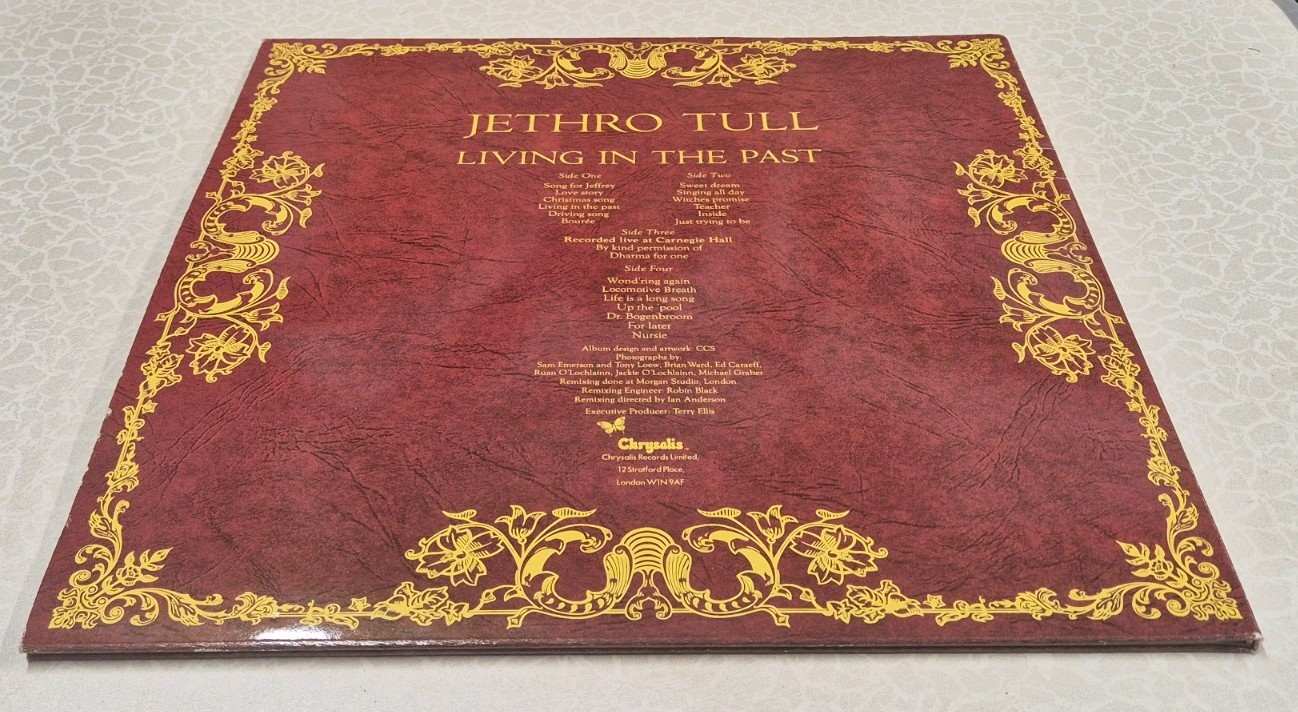 JETHRO TULL
LIVING IN THE PAST
Side One
Song for Jeffrey
Love story
Christmas song
Living in the past
Driving song
Bourée
Side Two
Sweet dream
Singing all day
Witches promise
Teacher
Inside
Just trying to be
Side Three
Recorded live at Carnegie Hall
By kind permission of
Dharma for one
Side Four
Wond'ring again
Locomotive Breath
Life is a long song
Up the 'pool
Dr. Bogenbroom
For later
Nursie
Album design and artwork: CCS
Photographs by:
Sam Emerson and Tony Loew, Brian Ward, Ed Caraeff,
Ruan O'Lochlainn, Jackie O'Lochlainn, Michael Graber.
Remixing done at Morgan Studio, London.
Remixing Engineer: Robin Black
Remixing directed by Ian Anderson
Executive Producer: Terry Ellis
Chrysalis
Chrysalis Records Limited,
12 Stratford Place,
London W1N 9AF